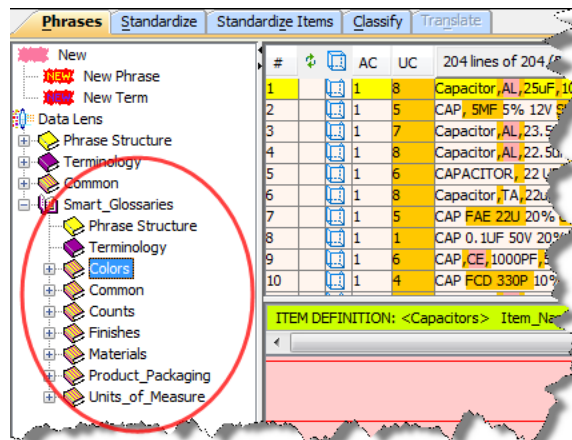 Phrases Standardize Standardize Items Classify Translate
New
NEW New Phrase
NEW New Term
Data Lens
Phrase Structure
Terminology
Common
Smart_Glossaries
Phrase Structure
Terminology
Colors
Common
Counts
Finishes
Materials
Product_Packaging
Units_of_Measure
# AC UC 204 lines of 204
1 1 8 Capacitor,AL,25uF,10
2 1 5 CAP, 5MF 5% 12V
3 1 7 Capacitor,AL,23.5
4 1 8 Capacitor,AL,22.5u
5 1 6 CAPACITOR, 22
6 1 8 Capacitor,TA,22u
7 1 5 CAP FAE 22U 20%
8 1 1 CAP 0.1UF 50V 20%
9 1 6 CAP,CE,1000PF,
10 1 4 CAP FCD 330P 10%
ITEM DEFINITION: <Capacitors> Item_Na